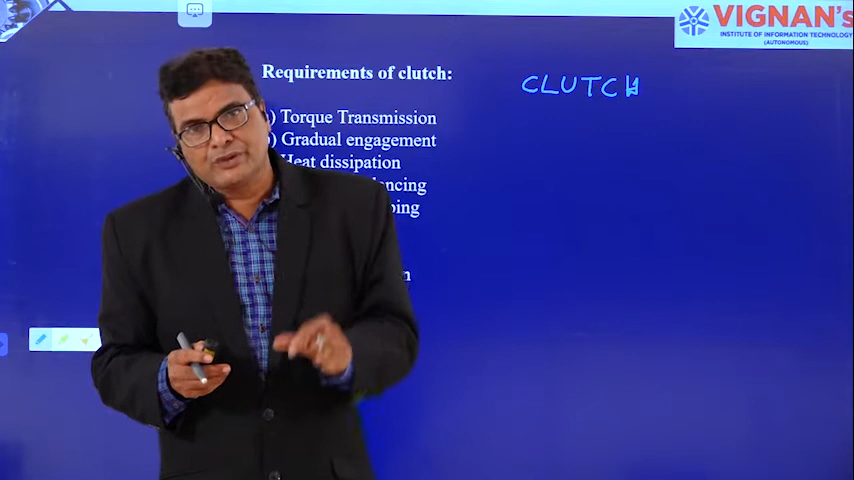 VIGNAN's
INSTITUTE OF INFORMATION TECHNOLOGY
(AUTONOMOUS)
Requirements of clutch:
CLUTCH
) Torque Transmission
) Gradual engagement
Heat dissipation